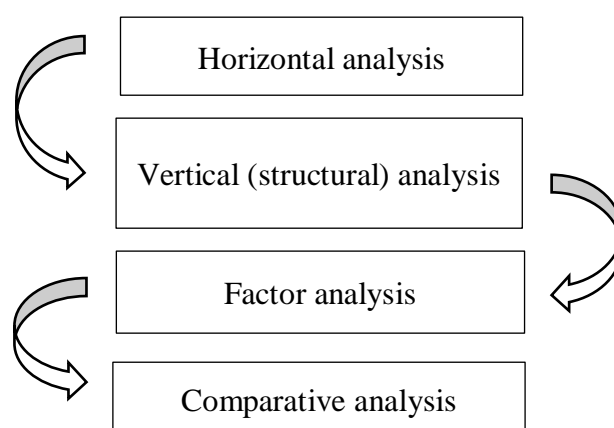 Horizontal analysis
Vertical (structural) analysis
Factor analysis
Comparative analysis